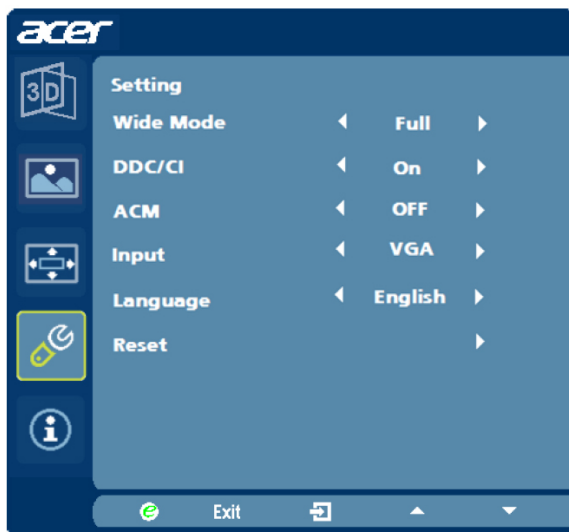 acer
3D
Setting
Wide Mode Full
DDC/CI On
ACM OFF
Input VGA
Language English
Reset
e Exit